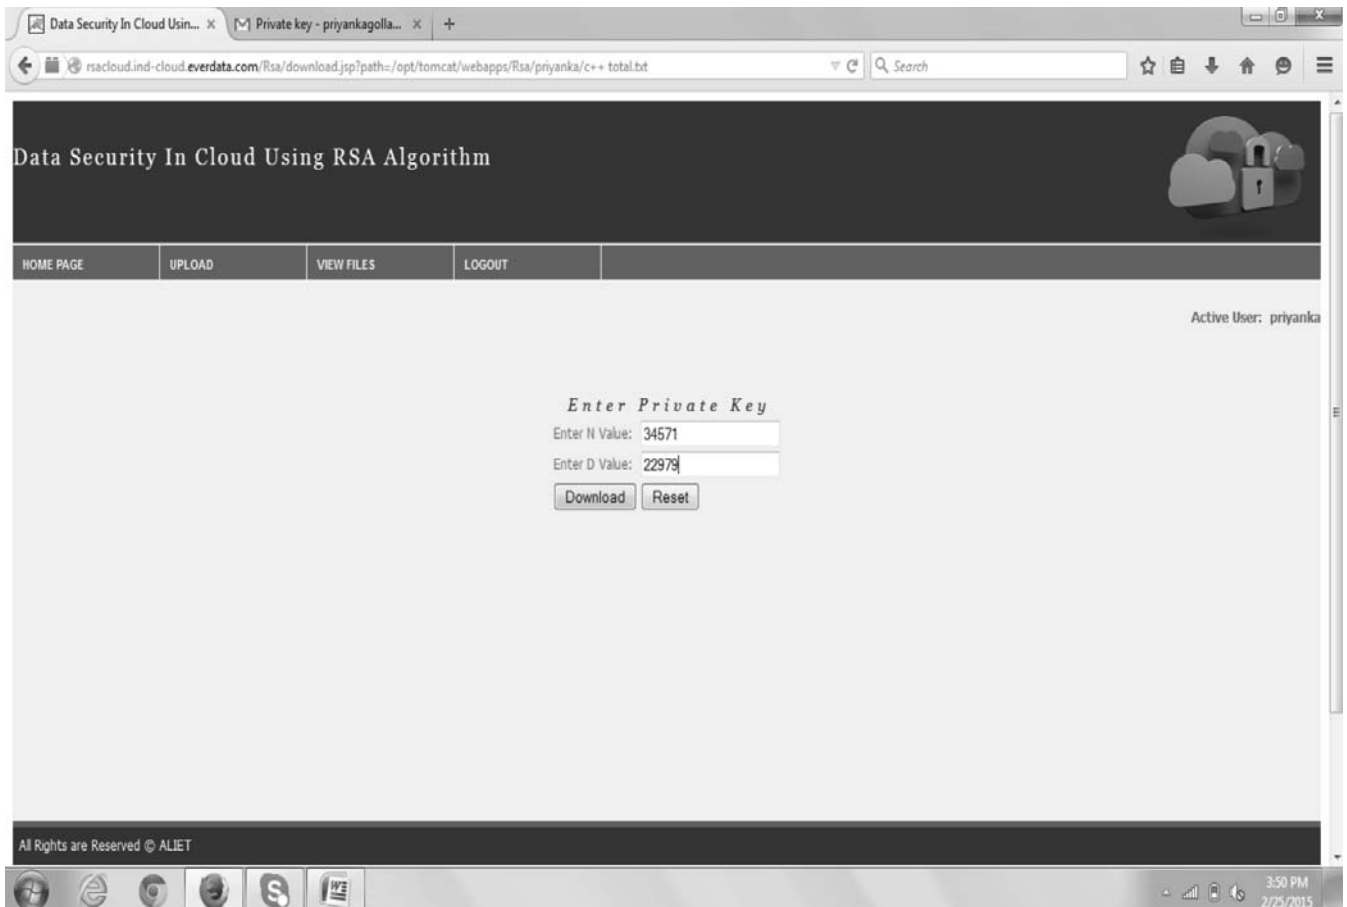 Data Security In Cloud Usin... × Private key - priyankagolla... × +
rsacloud.ind-cloud.everdata.com/Rsa/download.jsp?path=/opt/tomcat/webapps/Rsa/priyanka/c++ total.txt Search
Data Security In Cloud Using RSA Algorithm
HOME PAGE UPLOAD VIEW FILES LOGOUT
Active User: priyanka
Enter Private Key
Enter N Value: 34571
Enter D Value: 22979
Download Reset
All Rights are Reserved © ALIET
3:50 PM
2/25/2015